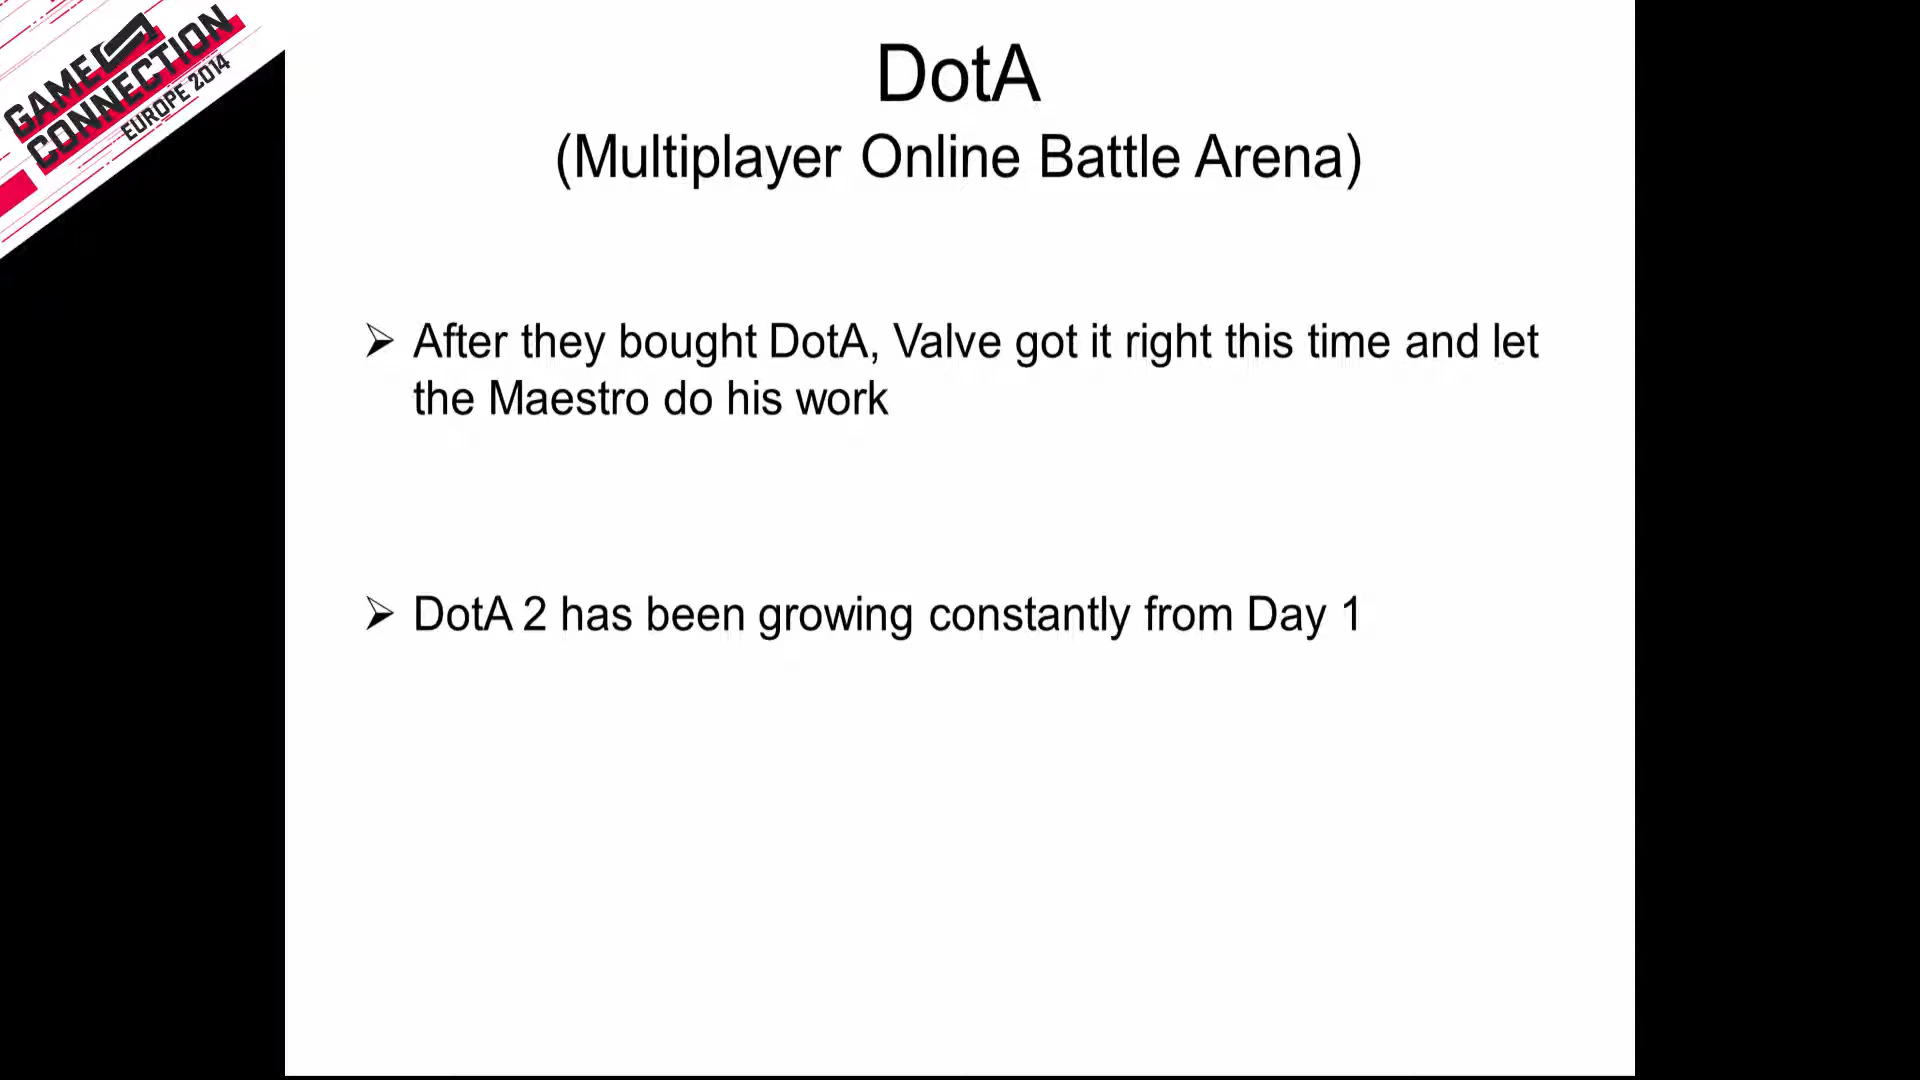 GAME
CONNECTION
EUROPE 2014
DotA
(Multiplayer Online Battle Arena)
➢ After they bought DotA, Valve got it right this time and let
the Maestro do his work
➢ DotA 2 has been growing constantly from Day 1